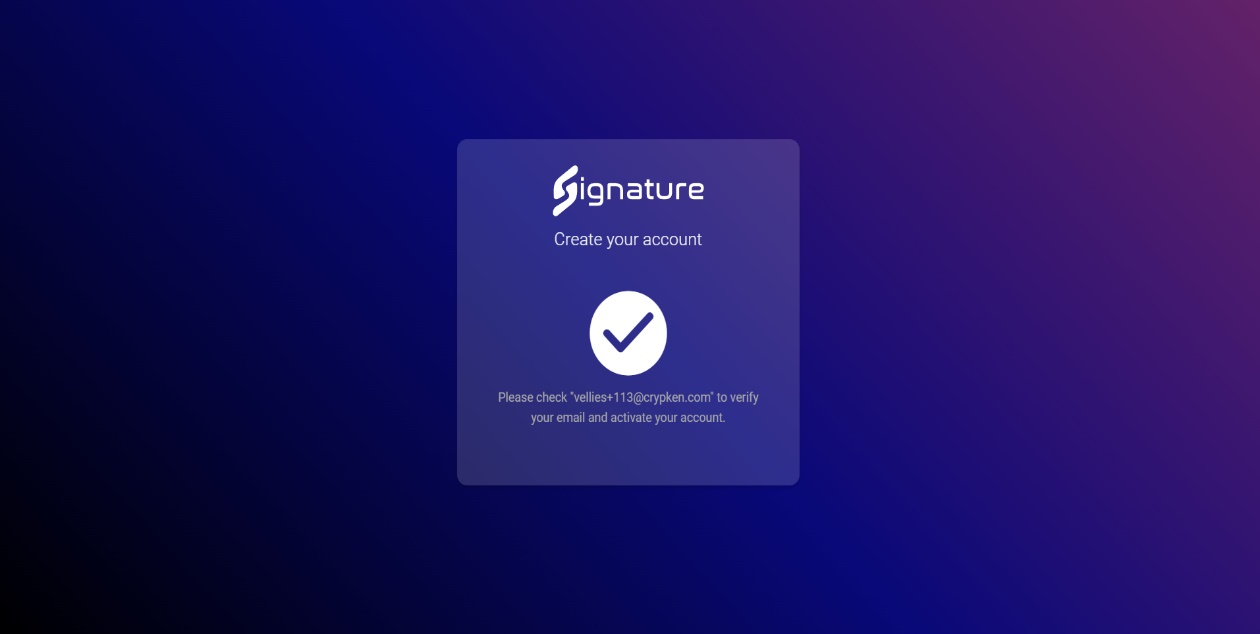 Signature
Create your account
Please check "vellies+113@crypken.com" to verify
your email and activate your account.